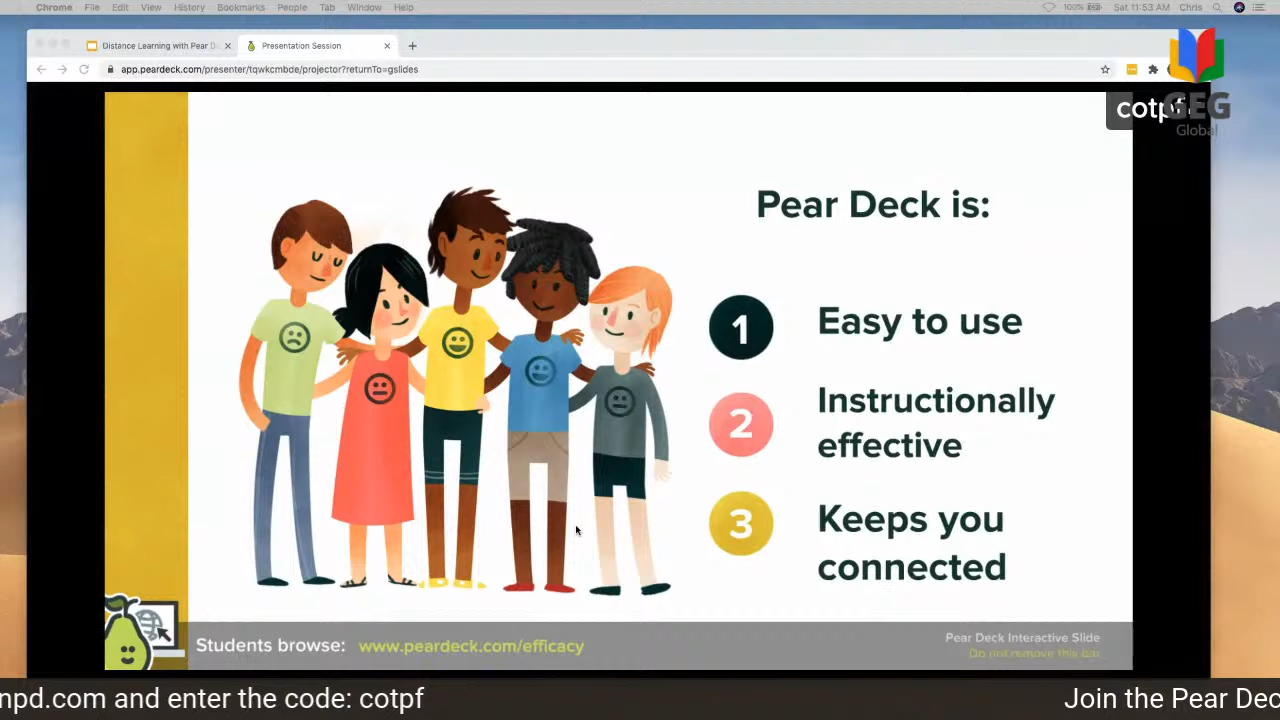 Chrome File Edit View History Bookmarks People Tab Window Help 100% Sat 11:53 AM Chris
Distance Learning with Pear D
Presentation Session
app.peardeck.com/presenter/tqwkcmbde/projector?returnTo=gslides
cotpf
GEG
Global
Pear Deck is:
1 Easy to use
2 Instructionally
effective
3 Keeps you
connected
Students browse: www.peardeck.com/efficacy
Pear Deck Interactive Slide
Do not remove this bar
npd.com and enter the code: cotpf
Join the Pear Dec